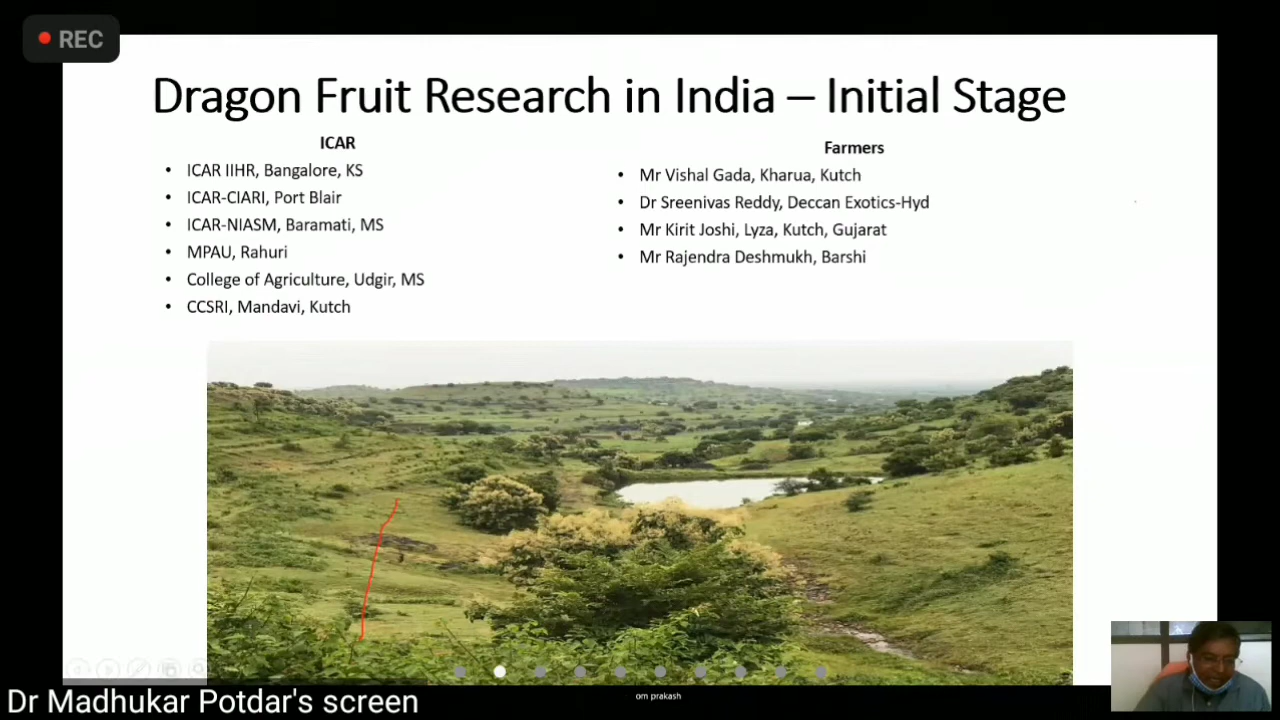 REC
Dragon Fruit Research in India – Initial Stage
ICAR
• ICAR IIHR, Bangalore, KS
• ICAR-CIARI, Port Blair
• ICAR-NIASM, Baramati, MS
• MPAU, Rahuri
• College of Agriculture, Udgir, MS
• CCSRI, Mandavi, Kutch
Farmers
• Mr Vishal Gada, Kharua, Kutch
• Dr Sreenivas Reddy, Deccan Exotics-Hyd
• Mr Kirit Joshi, Lyza, Kutch, Gujarat
• Mr Rajendra Deshmukh, Barshi
Dr Madhukar Potdar's screen
om prakash